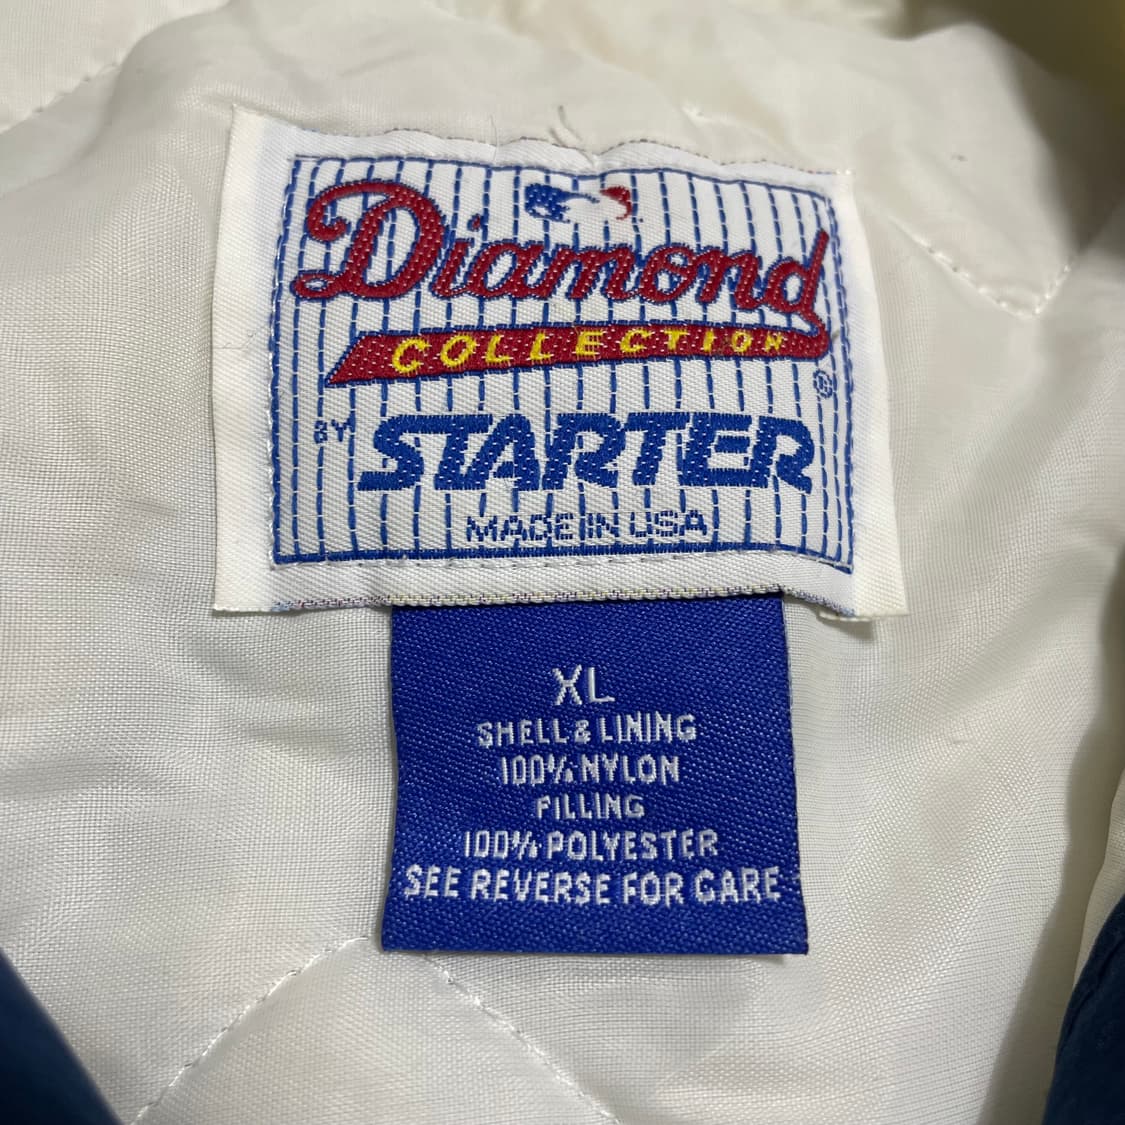 Diamond
COLLECTION
®
BY STARTER
MADE IN USA
XL
SHELL & LINING
100% NYLON
FILLING
100% POLYESTER
SEE REVERSE FOR CARE